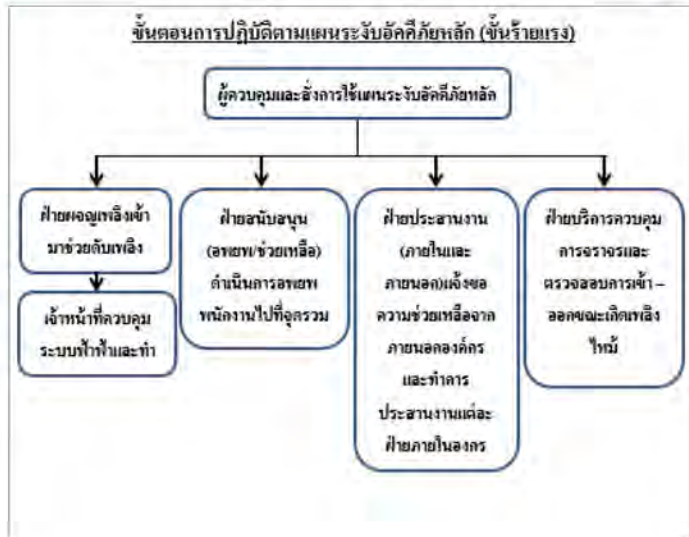 ขั้นตอนการปฏิบัติตามแผนระงับอัคคีภัยหลัก (ขั้นร้ายแรง)
ผู้ควบคุมและสั่งการใช้แผนระงับอัคคีภัยหลัก
ฝ่ายผจญเพลิงเข้า
มาช่วยดับเพลิง
เจ้าหน้าที่ควบคุม
ระบบฟ้าฟ้าและทำ
ฝ่ายสนับสนุน
(อพยพ/ช่วยเหลือ)
ดำเนินการอพยพ
พนักงานไปที่จุดรวม
ฝ่ายประสานงาน
(ภายในและ
ภายนอก)แจ้งขอ
ความช่วยเหลือจาก
ภายนอกองค์กร
และทำการ
ประสานงานแต่ละ
ฝ่ายภายในองกร
ฝ่ายบริการควบคุม
การจราจรและ
ตรวจสอบการเข้า –
ออกขณะเกิดเพลิง
ไหม้